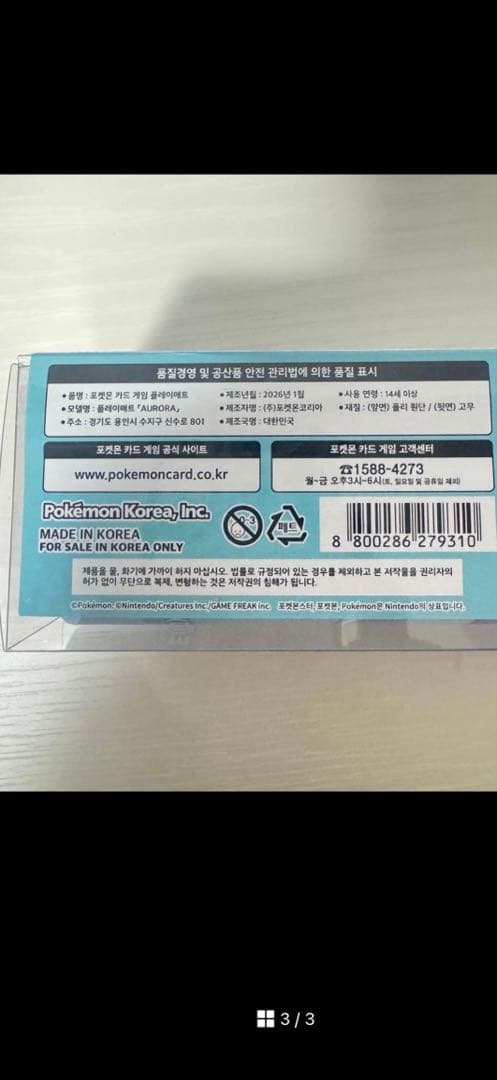 품질경영 및 공산품 안전 관리법에 의한 품질 표시
• 품명 : 포켓몬 카드 게임 플레이매트 • 제조년월 : 2026년 1월 • 사용 연령 : 14세 이상
• 모델명 : 플레이매트 「AURORA」 • 제조자명 : (주)포켓몬코리아 • 재질 : (앞면) 폴리 원단 / (뒷면) 고무
• 주소 : 경기도 용인시 수지구 신수로 801 • 제조국명 : 대한민국
포켓몬 카드 게임 공식 사이트
www.pokemoncard.co.kr
포켓몬 카드 게임 고객센터
☎1588-4273
월~금 오후3시~6시(토, 일요일 및 공휴일 제외)
Pokémon Korea, Inc.
MADE IN KOREA
FOR SALE IN KOREA ONLY
0-3
페트
8 800286 279310
제품을 물, 화기에 가까이 하지 마십시오. 법률로 규정되어 있는 경우를 제외하고 본 저작물을 권리자의
허가 없이 무단으로 복제, 변형하는 것은 저작권의 침해가 됩니다.
©Pokémon. ©Nintendo/Creatures Inc./GAME FREAK inc. 포켓몬스터, 포켓몬, Pokémon은 Nintendo의 상표입니다.
3 / 3